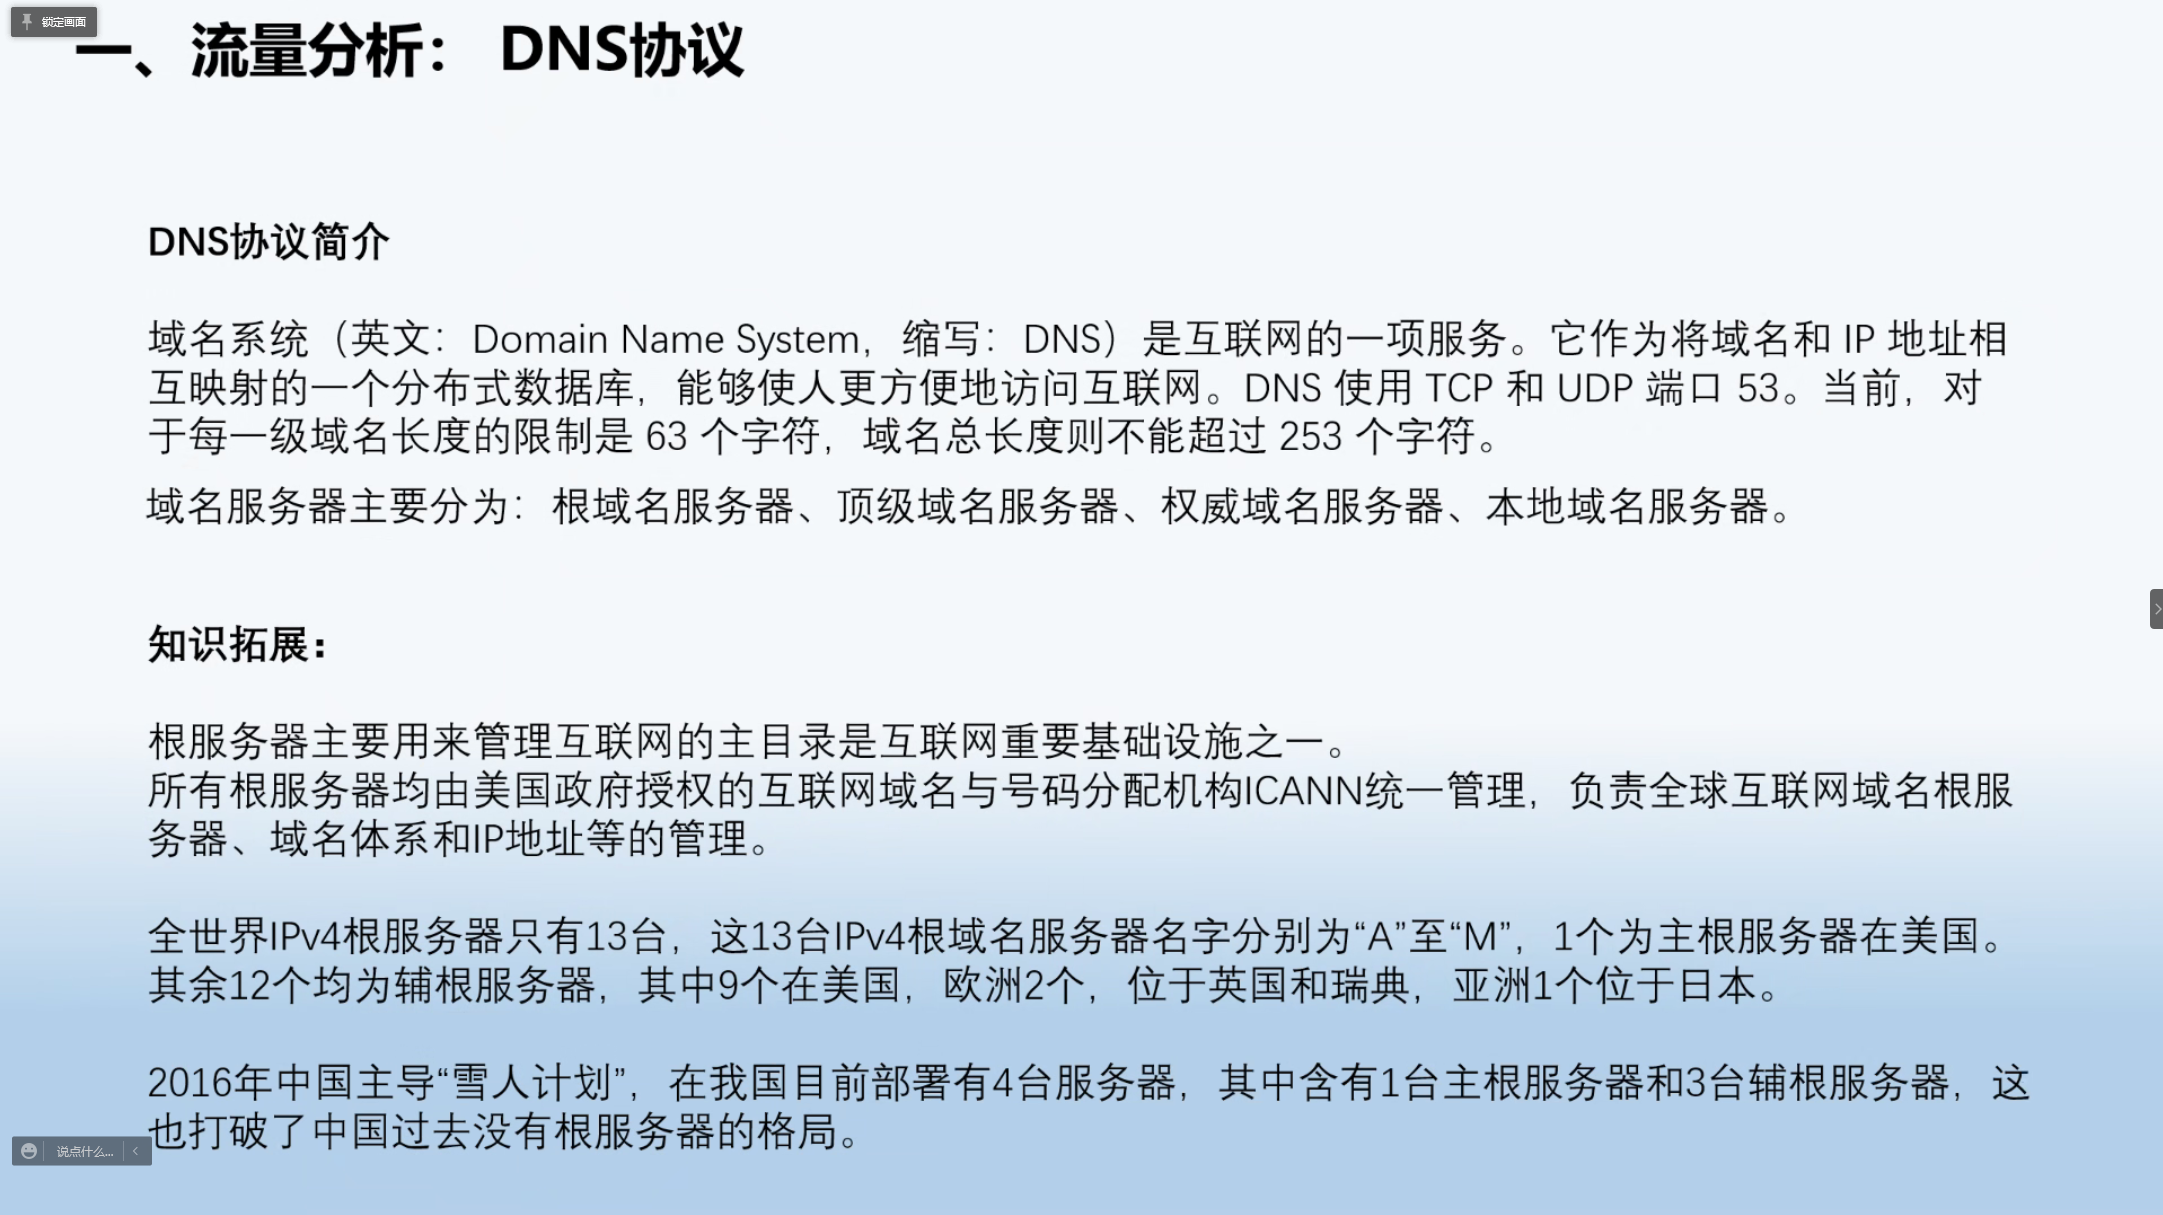 锁定画面
一、流量分析： DNS协议
DNS协议简介
域名系统（英文：Domain Name System，缩写：DNS）是互联网的一项服务。它作为将域名和 IP 地址相
互映射的一个分布式数据库，能够使人更方便地访问互联网。DNS 使用 TCP 和 UDP 端口 53。当前，对
于每一级域名长度的限制是 63 个字符，域名总长度则不能超过 253 个字符。
域名服务器主要分为：根域名服务器、顶级域名服务器、权威域名服务器、本地域名服务器。
知识拓展：
根服务器主要用来管理互联网的主目录是互联网重要基础设施之一。
所有根服务器均由美国政府授权的互联网域名与号码分配机构ICANN统一管理，负责全球互联网域名根服
务器、域名体系和IP地址等的管理。
全世界IPv4根服务器只有13台，这13台IPv4根域名服务器名字分别为“A”至“M”，1个为主根服务器在美国。
其余12个均为辅根服务器，其中9个在美国，欧洲2个，位于英国和瑞典，亚洲1个位于日本。
2016年中国主导“雪人计划”，在我国目前部署有4台服务器，其中含有1台主根服务器和3台辅根服务器，这
也打破了中国过去没有根服务器的格局。
说点什么...